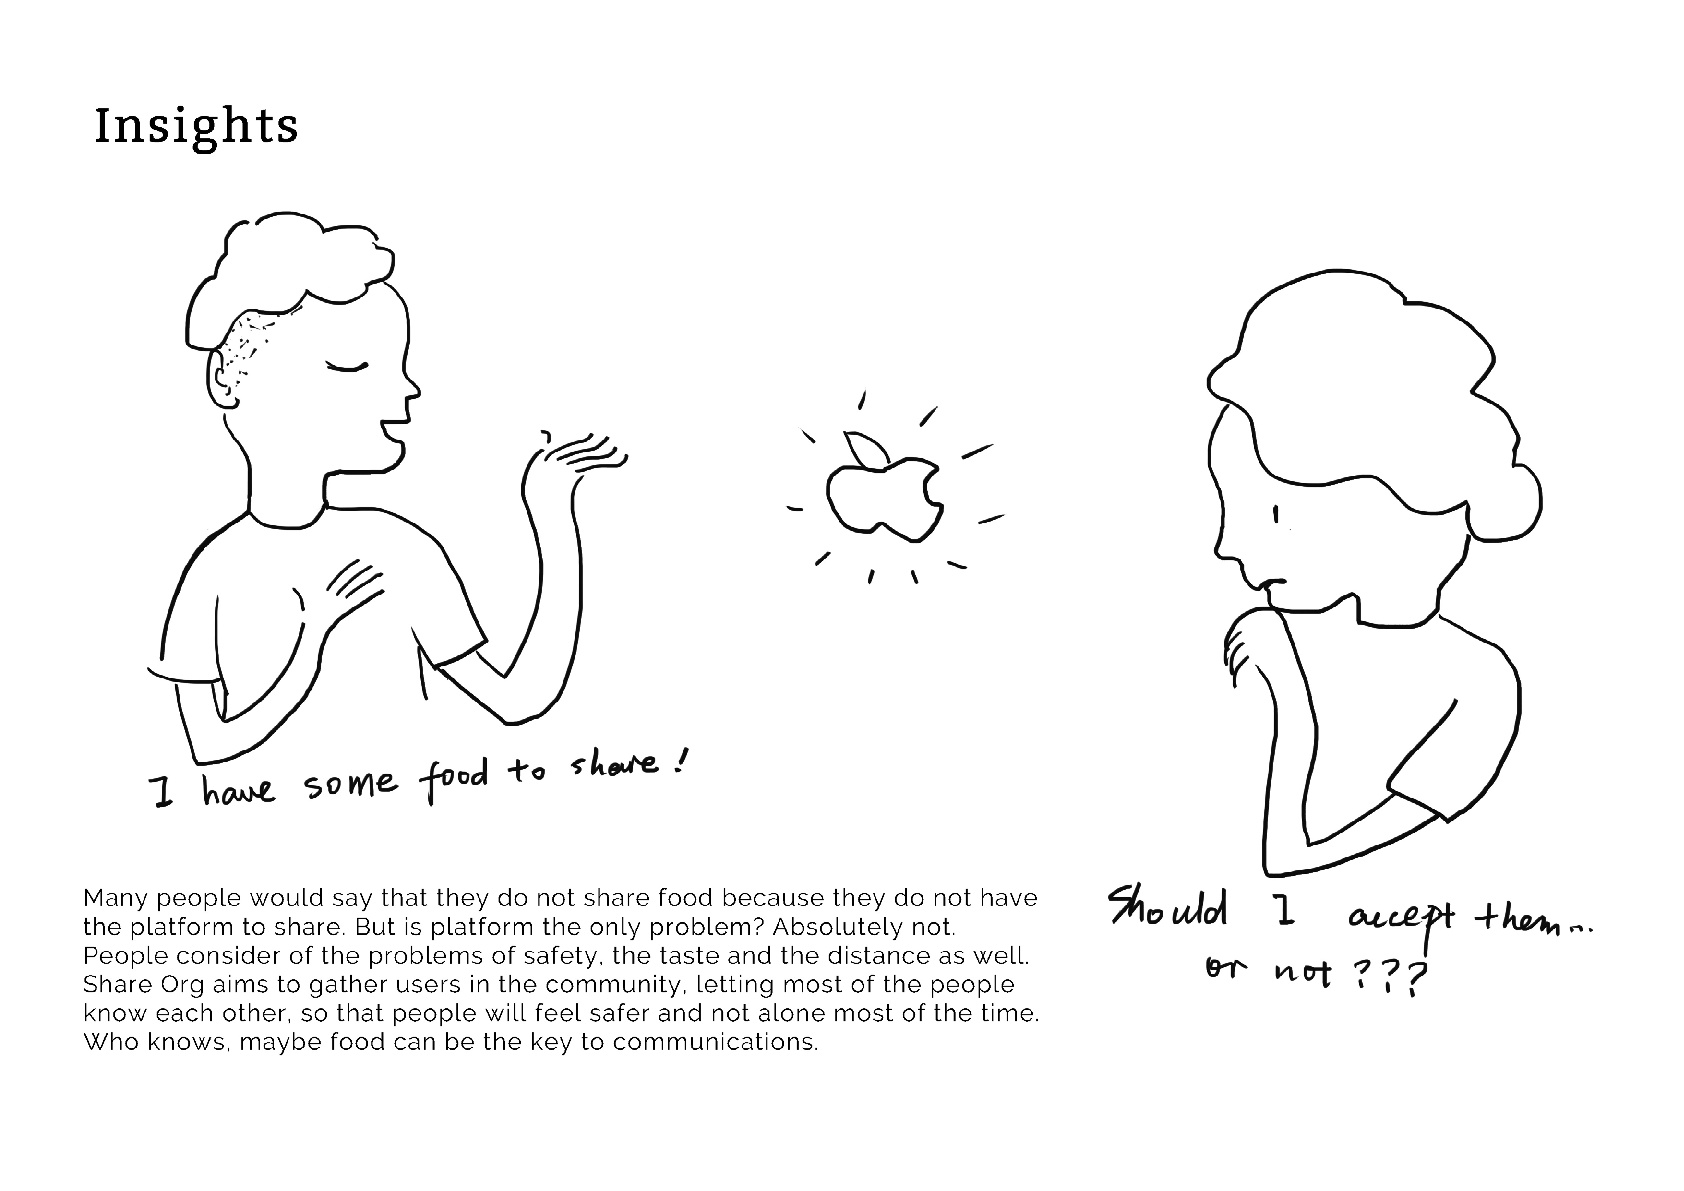 Insights
I have some food to share!
Many people would say that they do not share food because they do not have
the platform to share. But is platform the only problem? Absolutely not.
People consider of the problems of safety, the taste and the distance as well.
Share Org aims to gather users in the community, letting most of the people
know each other, so that people will feel safer and not alone most of the time.
Who knows, maybe food can be the key to communications.
Should I accept them...
or not ???